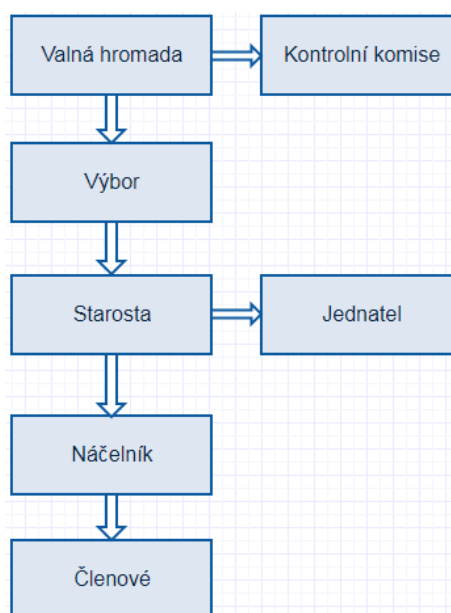 Valná hromada
Kontrolní komise
Výbor
Starosta
Jednatel
Náčelník
Členové